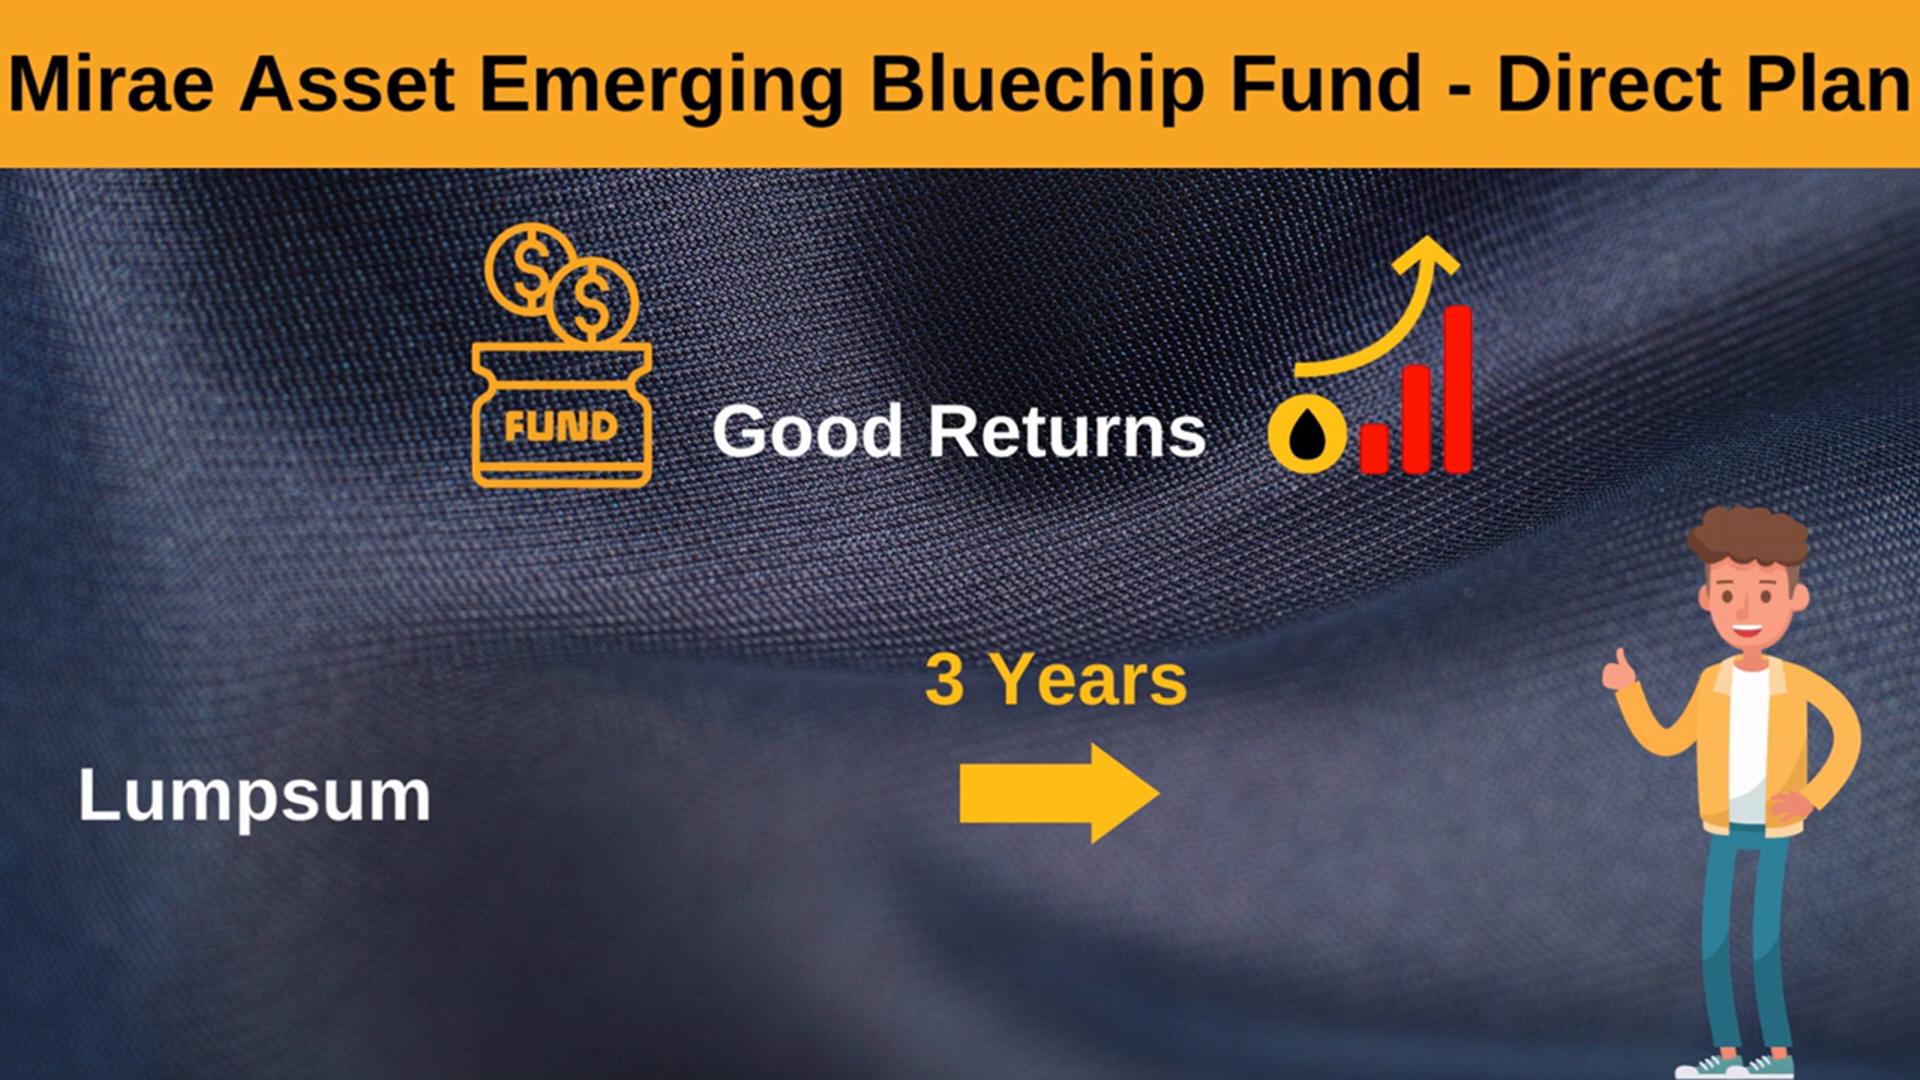 Mirae Asset Emerging Bluechip Fund - Direct Plan
$
$
FUND
Good Returns
3 Years
Lumpsum